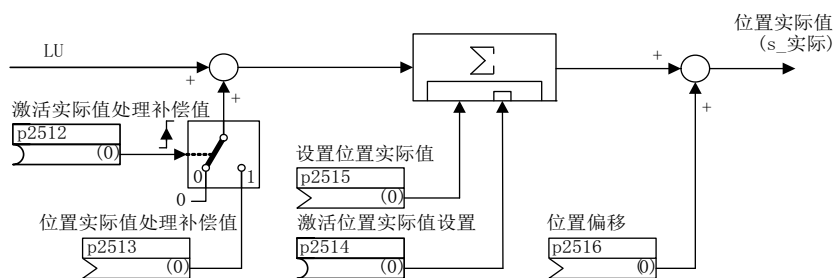 位置实际值
(s_实际)
LU
+
+
+
+
Σ
激活实际值处理补偿值
p2512
(0)
0
1
0
设置位置实际值
p2515
(0)
位置实际值处理补偿值
p2513
(0)
激活位置实际值设置
p2514
(0)
位置偏移
p2516
(0)